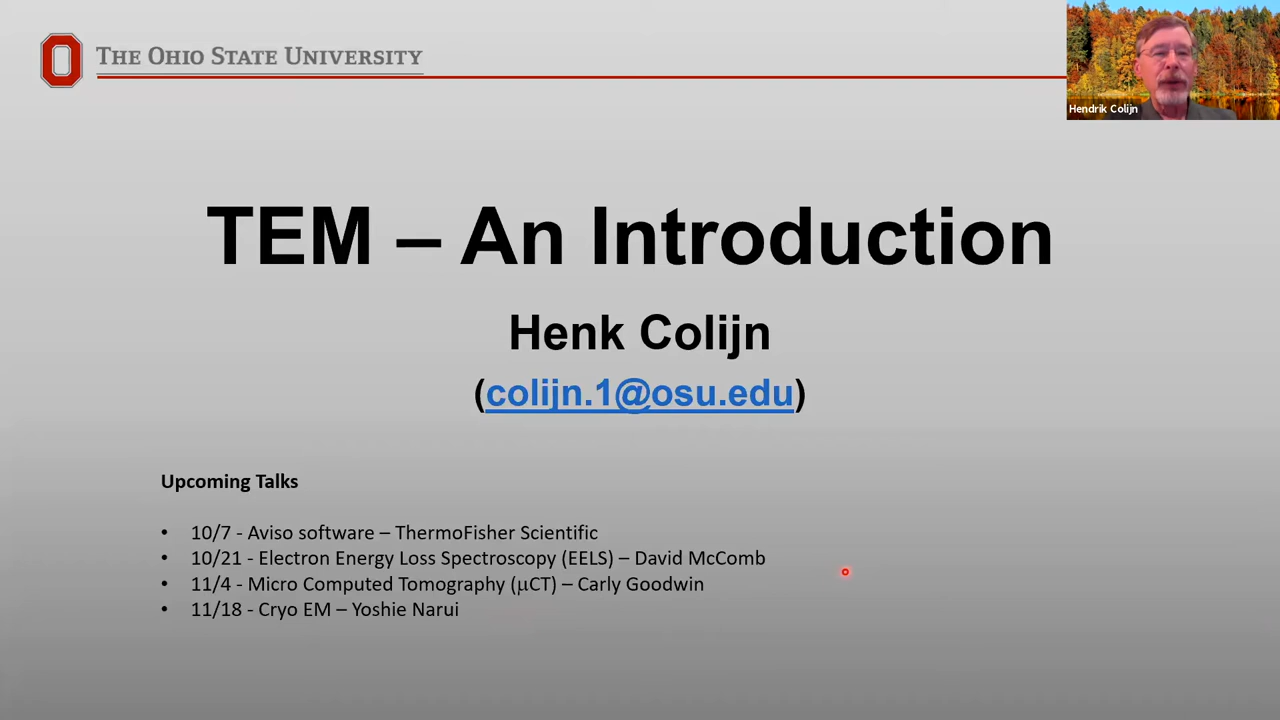 THE OHIO STATE UNIVERSITY
Hendrik Colijn
TEM – An Introduction
Henk Colijn
(colijn.1@osu.edu)
Upcoming Talks
• 10/7 - Aviso software – ThermoFisher Scientific
• 10/21 - Electron Energy Loss Spectroscopy (EELS) – David McComb
• 11/4 - Micro Computed Tomography (μCT) – Carly Goodwin
• 11/18 - Cryo EM – Yoshie Narui